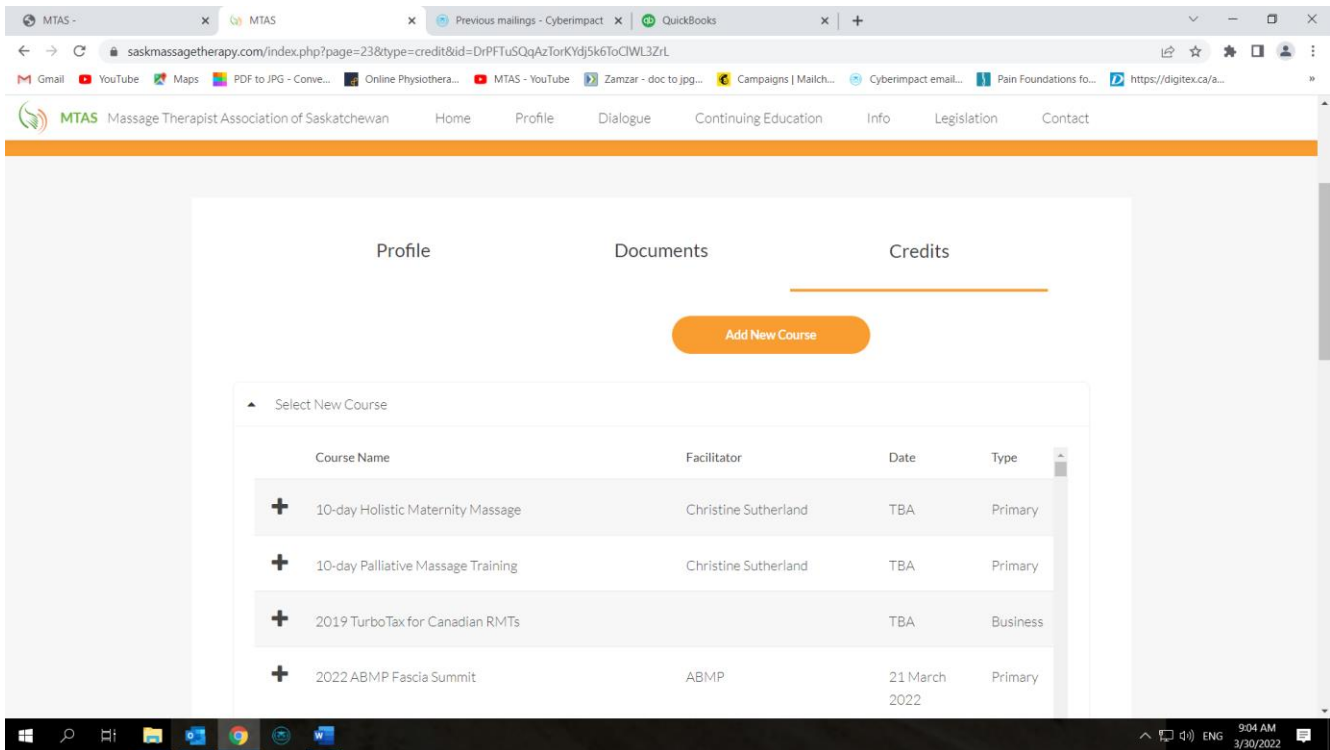 MTAS -
MTAS
Previous mailings - Cyberimpact
QuickBooks
saskmassagetherapy.com/index.php?page=23&type=credit&id=DrPFTuSQqAzTorKYdj5k6ToClWL3ZrL
Gmail YouTube Maps PDF to JPG - Conve... Online Physiothera... MTAS - YouTube Zamzar - doc to jpg... Campaigns | Mailch... Cyberimpact email... Pain Foundations fo... https://digitex.ca/a... »
MTAS Massage Therapist Association of Saskatchewan Home Profile Dialogue Continuing Education Info Legislation Contact
Profile Documents Credits
Add New Course
Select New Course
Course Name Facilitator Date Type
10-day Holistic Maternity Massage Christine Sutherland TBA Primary
10-day Palliative Massage Training Christine Sutherland TBA Primary
2019 TurboTax for Canadian RMTs TBA Business
2022 ABMP Fascia Summit ABMP 21 March 2022 Primary
ENG 9:04 AM
3/30/2022